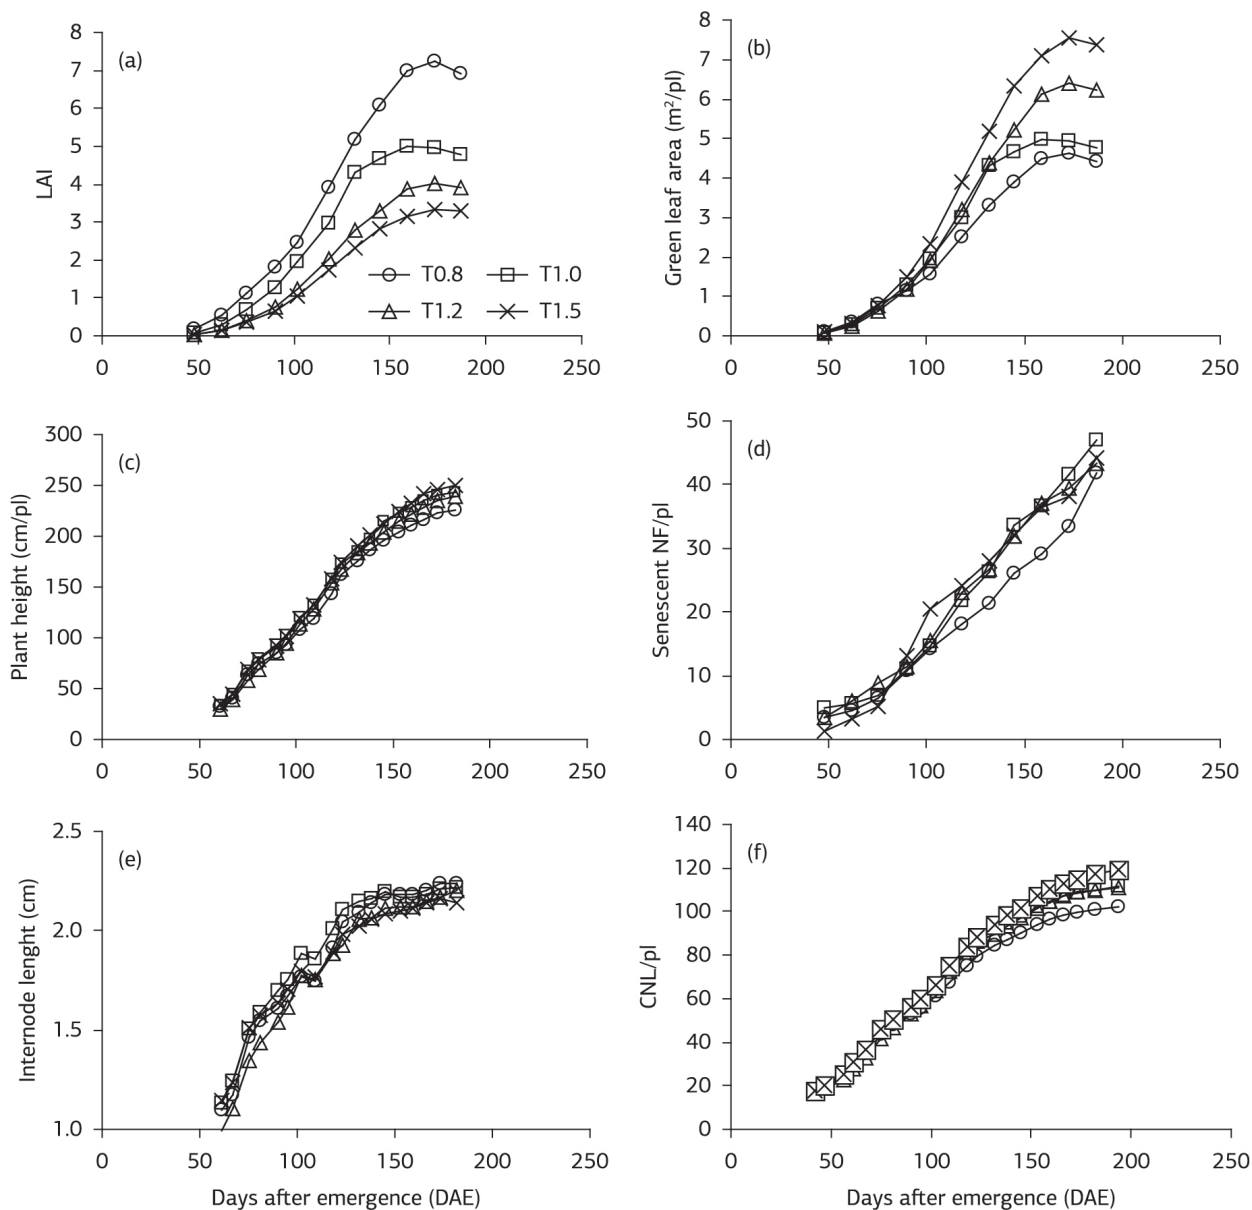 8
7
6
5
4
3
2
1
0
LAI
(a)
T0.8
T1.0
T1.2
T1.5
0 50 100 150 200 250
8
7
6
5
4
3
2
1
0
Green leaf area (m²/pl)
(b)
0 50 100 150 200 250
300
250
200
150
100
50
0
Plant height (cm/pl)
(c)
0 50 100 150 200 250
50
40
30
20
10
0
Senescent NF/pl
(d)
0 50 100 150 200 250
2.5
2.0
1.5
1.0
Internode lenght (cm)
(e)
0 50 100 150 200 250
Days after emergence (DAE)
140
120
100
80
60
40
20
0
CNL/pl
(f)
0 50 100 150 200 250
Days after emergence (DAE)